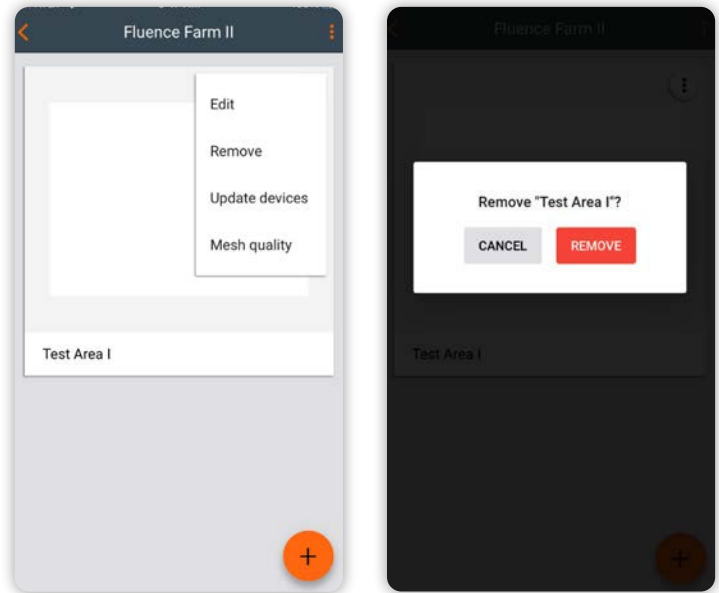 Fluence Farm II
Edit
Remove
Update devices
Mesh quality
Test Area I
+
Fluence Farm II
Remove "Test Area I"?
CANCEL
REMOVE
Test Area I
+